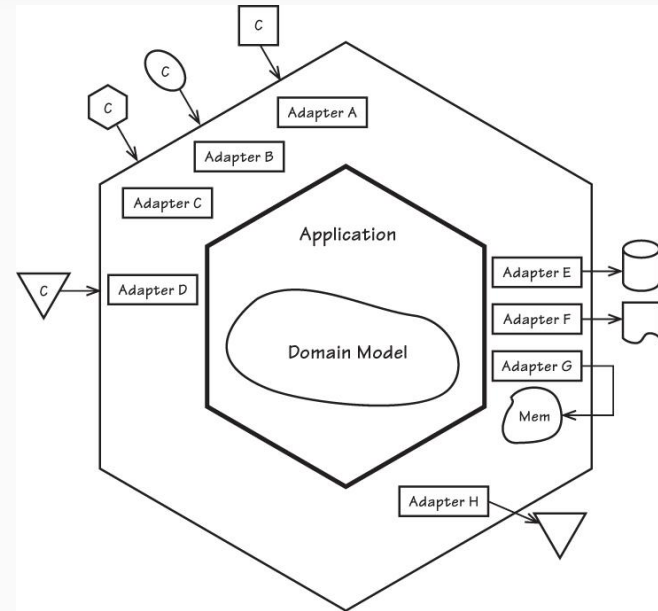 C
C
C
Adapter A
Adapter B
Adapter C
Application
C
Adapter D
Adapter E
Adapter F
Domain Model
Adapter G
Mem
Adapter H